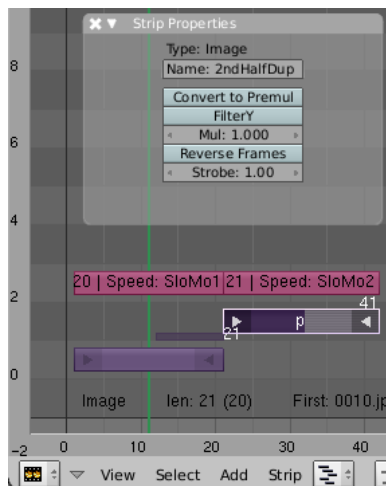 Strip Properties
Type: Image
Name: 2ndHalfDup
Convert to Premul
FilterY
Mul: 1.000
Reverse Frames
Strobe: 1.00
8
6
4
20 | Speed: SloMo1
21 | Speed: SloMo2
2
41
p
21
0
Image len: 21 (20) First: 0010.jp
-2 0 10 20 30 40
View Select Add Strip